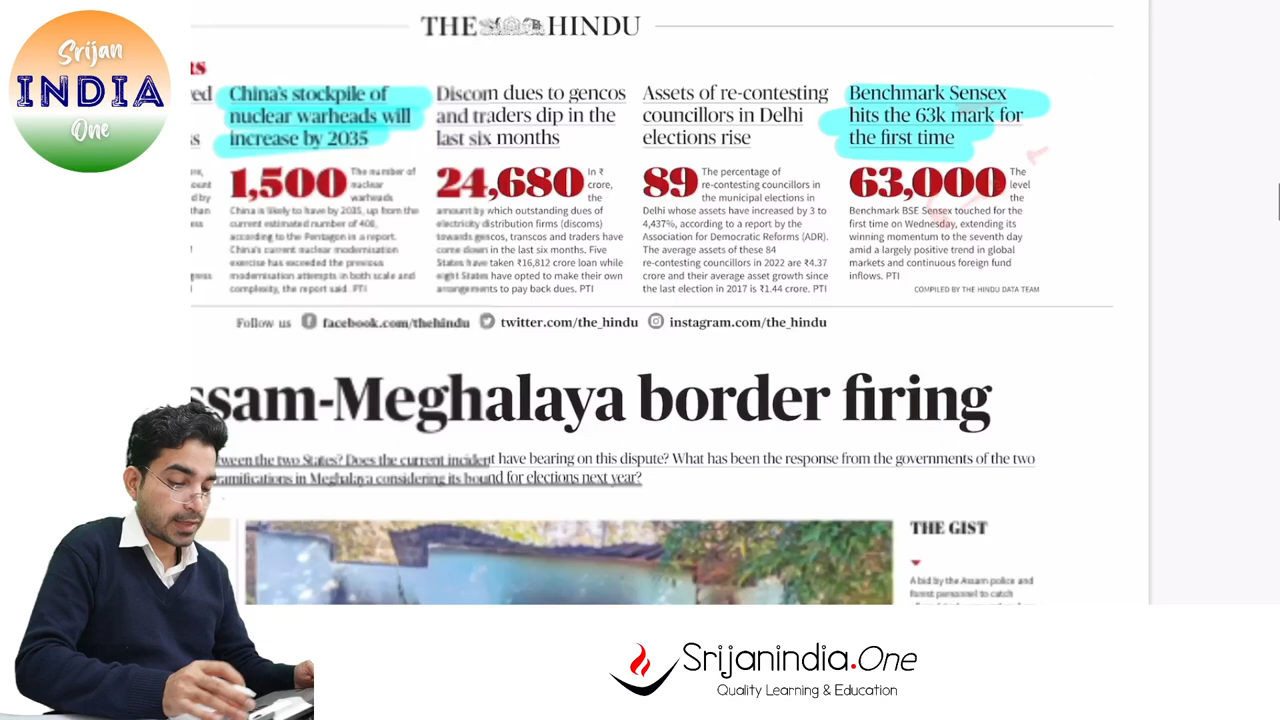 Srijan
INDIA
One
THE HINDU
rs
ed
China's stockpile of
nuclear warheads will
increase by 2035
1,500
The number of
nuclear
warheads
China is likely to have by 2035, up from the
current estimated number of 400,
according to the Pentagon in a report.
China's current nuclear modernisation
exercise has exceeded the previous
modernisation attempts in both scale and
complexity, the report said. PTI
Discom dues to gencos
and traders dip in the
last six months
24,680
In ₹
crore,
the
amount by which outstanding dues of
electricity distribution firms (discoms)
towards gencos, transcos and traders have
come down in the last six months. Five
States have taken ₹16,812 crore loan while
eight States have opted to make their own
arrangements to pay back dues. PTI
Assets of re-contesting
councillors in Delhi
elections rise
89
The percentage of
re-contesting councillors in
the municipal elections in
Delhi whose assets have increased by 3 to
4,437%, according to a report by the
Association for Democratic Reforms (ADR).
The average assets of these 84
re-contesting councillors in 2022 are ₹4.37
crore and their average asset growth since
the last election in 2017 is ₹1.44 crore. PTI
Benchmark Sensex
hits the 63k mark for
the first time
63,000
The
level
the
Benchmark BSE Sensex touched for the
first time on Wednesday, extending its
winning momentum to the seventh day
amid a largely positive trend in global
markets and continuous foreign fund
inflows. PTI
COMPILED BY THE HINDU DATA TEAM
Follow us facebook.com/thehindu twitter.com/the_hindu instagram.com/the_hindu
ssam-Meghalaya border firing
ween the two States? Does the current incident have bearing on this dispute? What has been the response from the governments of the two
ramifications in Meghalaya considering its bound for elections next year?
THE GIST
A bid by the Assam police and
forest personnel to catch
Srijanindia.One
Quality Learning & Education